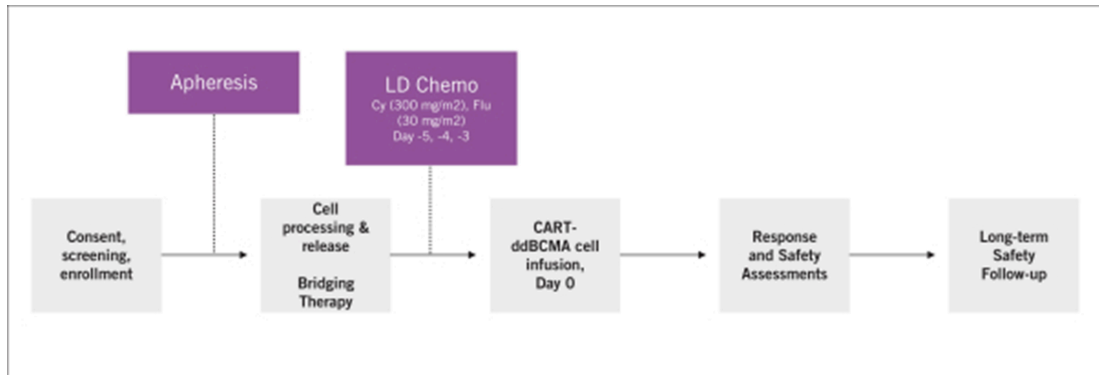 Apheresis
LD Chemo
Cy (300 mg/m2), Flu
(30 mg/m2)
Day -5, -4, -3
Consent,
screening,
enrollment
Cell
processing &
release
Bridging
Therapy
CART-
ddBCMA cell
infusion,
Day 0
Response
and Safety
Assessments
Long-term
Safety
Follow-up